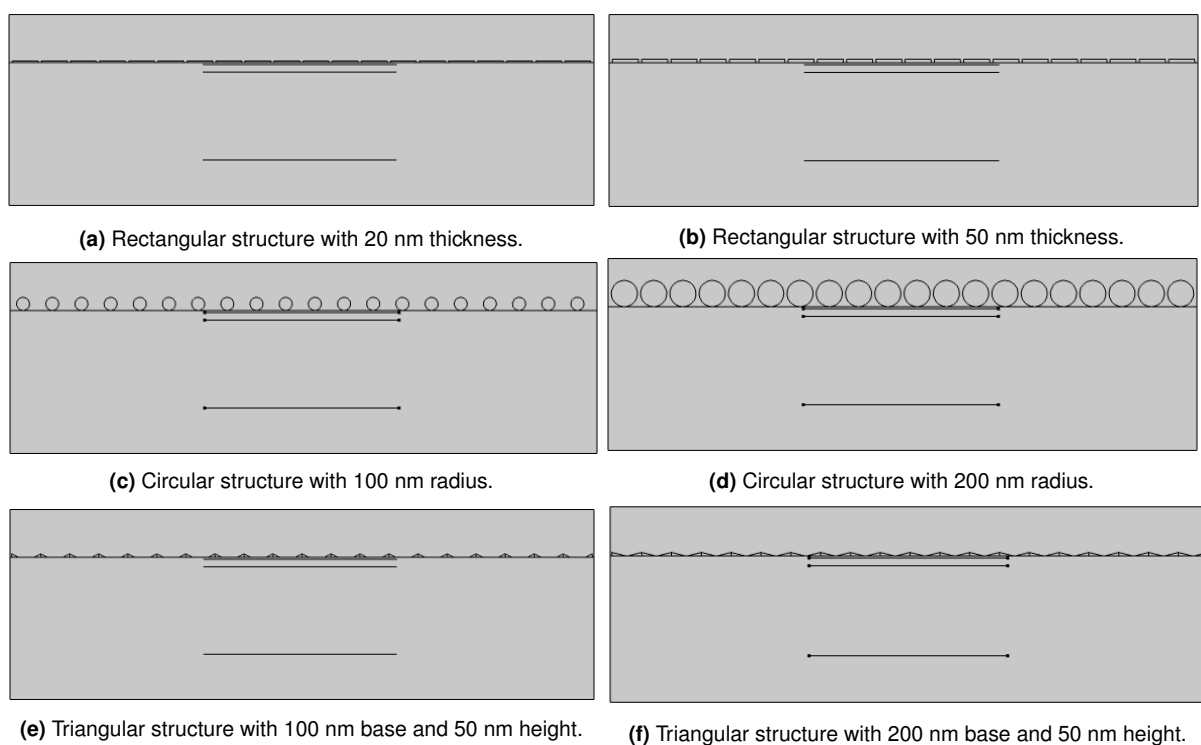 (a) Rectangular structure with 20 nm thickness.
(b) Rectangular structure with 50 nm thickness.
(c) Circular structure with 100 nm radius.
(d) Circular structure with 200 nm radius.
(e) Triangular structure with 100 nm base and 50 nm height.
(f) Triangular structure with 200 nm base and 50 nm height.